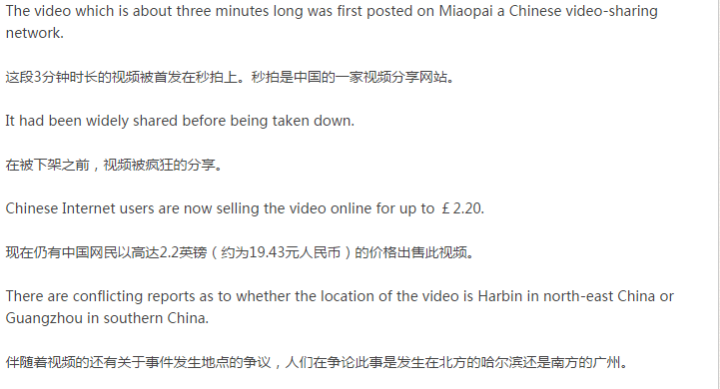 The video which is about three minutes long was first posted on Miaopai a Chinese video-sharing
network.
这段3分钟时长的视频被首发在秒拍上。秒拍是中国的一家视频分享网站。
It had been widely shared before being taken down.
在被下架之前，视频被疯狂的分享。
Chinese Internet users are now selling the video online for up to ￡2.20.
现在仍有中国网民以高达2.2英镑（约为19.43元人民币）的价格出售此视频。
There are conflicting reports as to whether the location of the video is Harbin in north-east China or
Guangzhou in southern China.
伴随着视频的还有关于事件发生地点的争议，人们在争论此事是发生在北方的哈尔滨还是南方的广州。